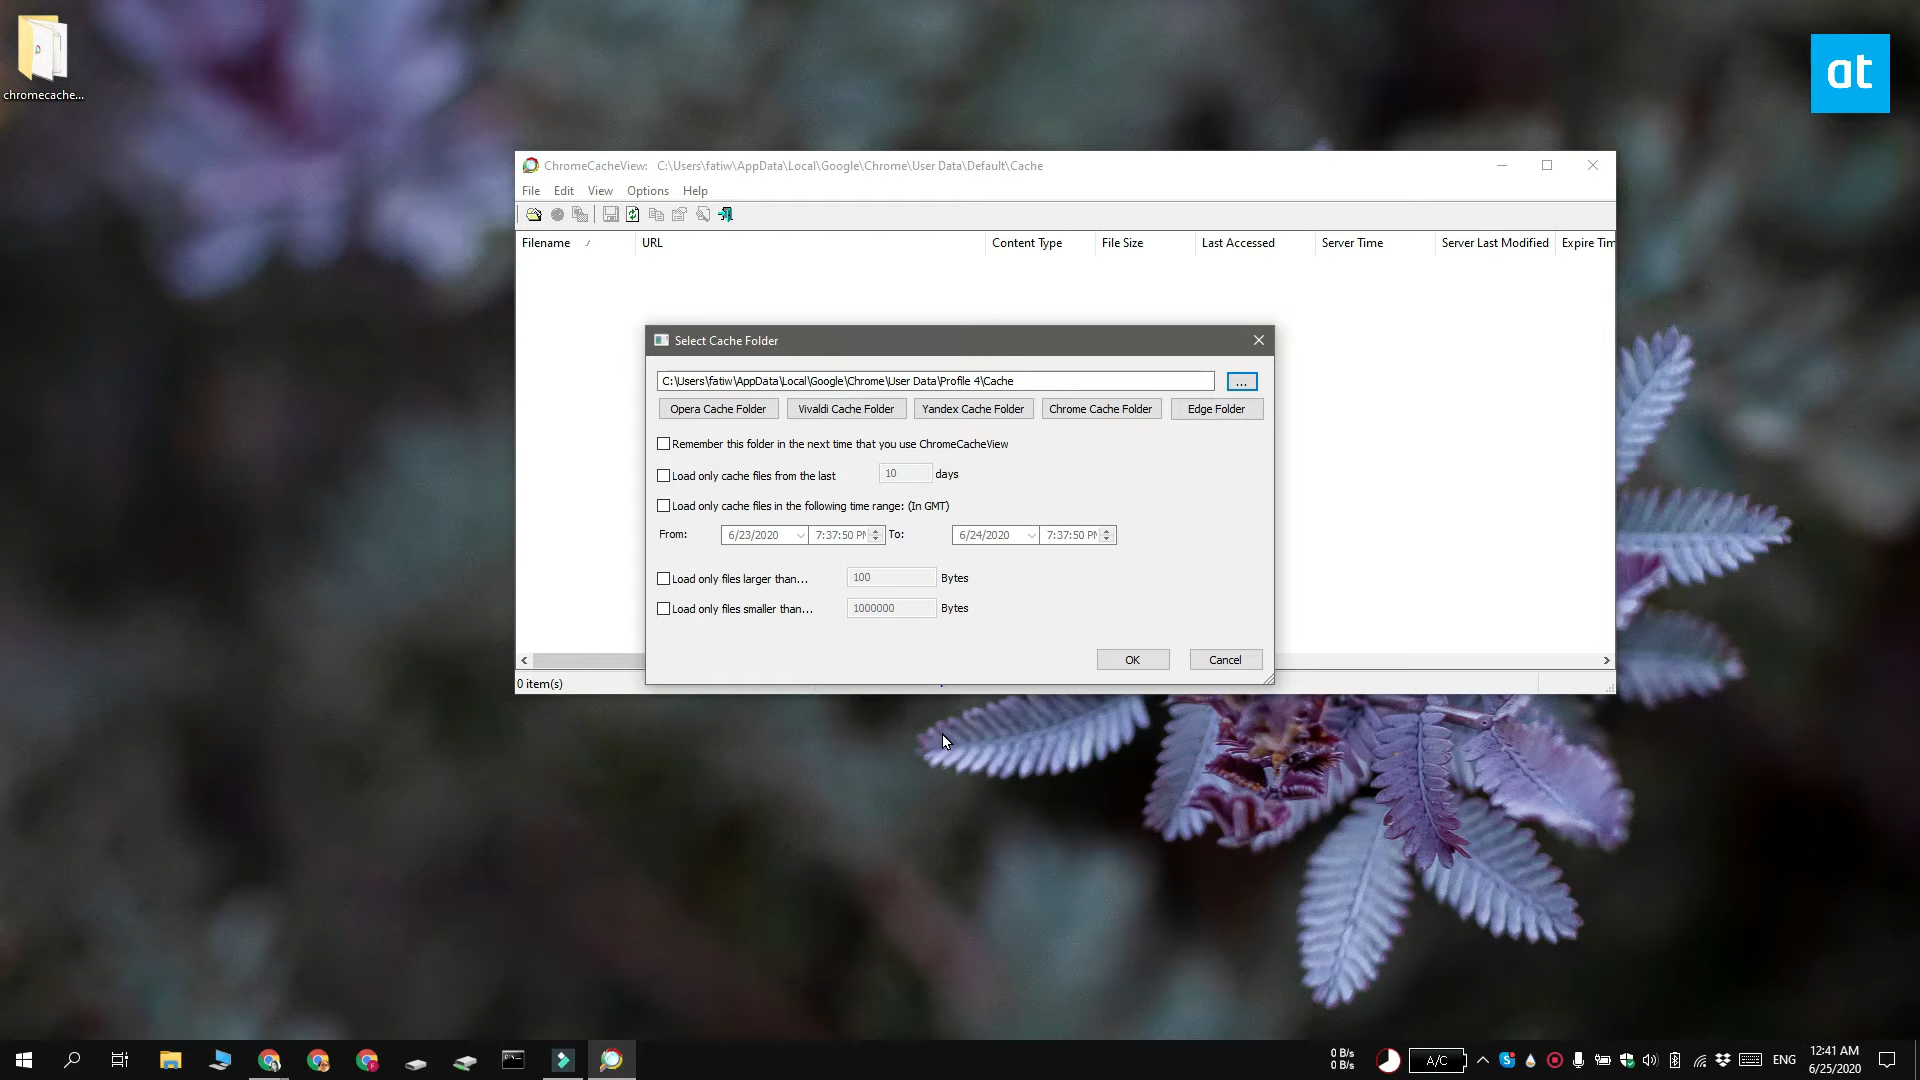 chromecache...
at
ChromeCacheView: C:\Users\fatiw\AppData\Local\Google\Chrome\User Data\Default\Cache
File Edit View Options Help
Filename URL Content Type File Size Last Accessed Server Time Server Last Modified Expire Tim
Select Cache Folder
C:\Users\fatiw\AppData\Local\Google\Chrome\User Data\Profile 4\Cache ...
Opera Cache Folder Vivaldi Cache Folder Yandex Cache Folder Chrome Cache Folder Edge Folder
Remember this folder in the next time that you use ChromeCacheView
Load only cache files from the last 10 days
Load only cache files in the following time range: (In GMT)
From: 6/23/2020 7:37:50 PM To: 6/24/2020 7:37:50 PM
Load only files larger than... 100 Bytes
Load only files smaller than... 1000000 Bytes
OK Cancel
0 item(s)
0 B/s
0 B/s
A/C
ENG
12:41 AM
6/25/2020